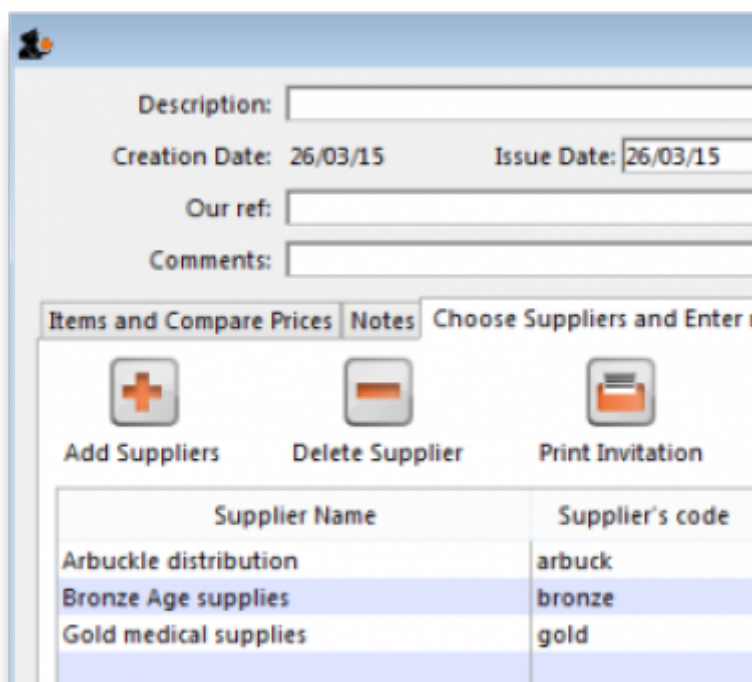 Description:
Creation Date: 26/03/15 Issue Date: 26/03/15
Our ref:
Comments:
Items and Compare Prices Notes Choose Suppliers and Enter
Add Suppliers Delete Supplier Print Invitation
Supplier Name Supplier's code
Arbuckle distribution arbuck
Bronze Age supplies bronze
Gold medical supplies gold